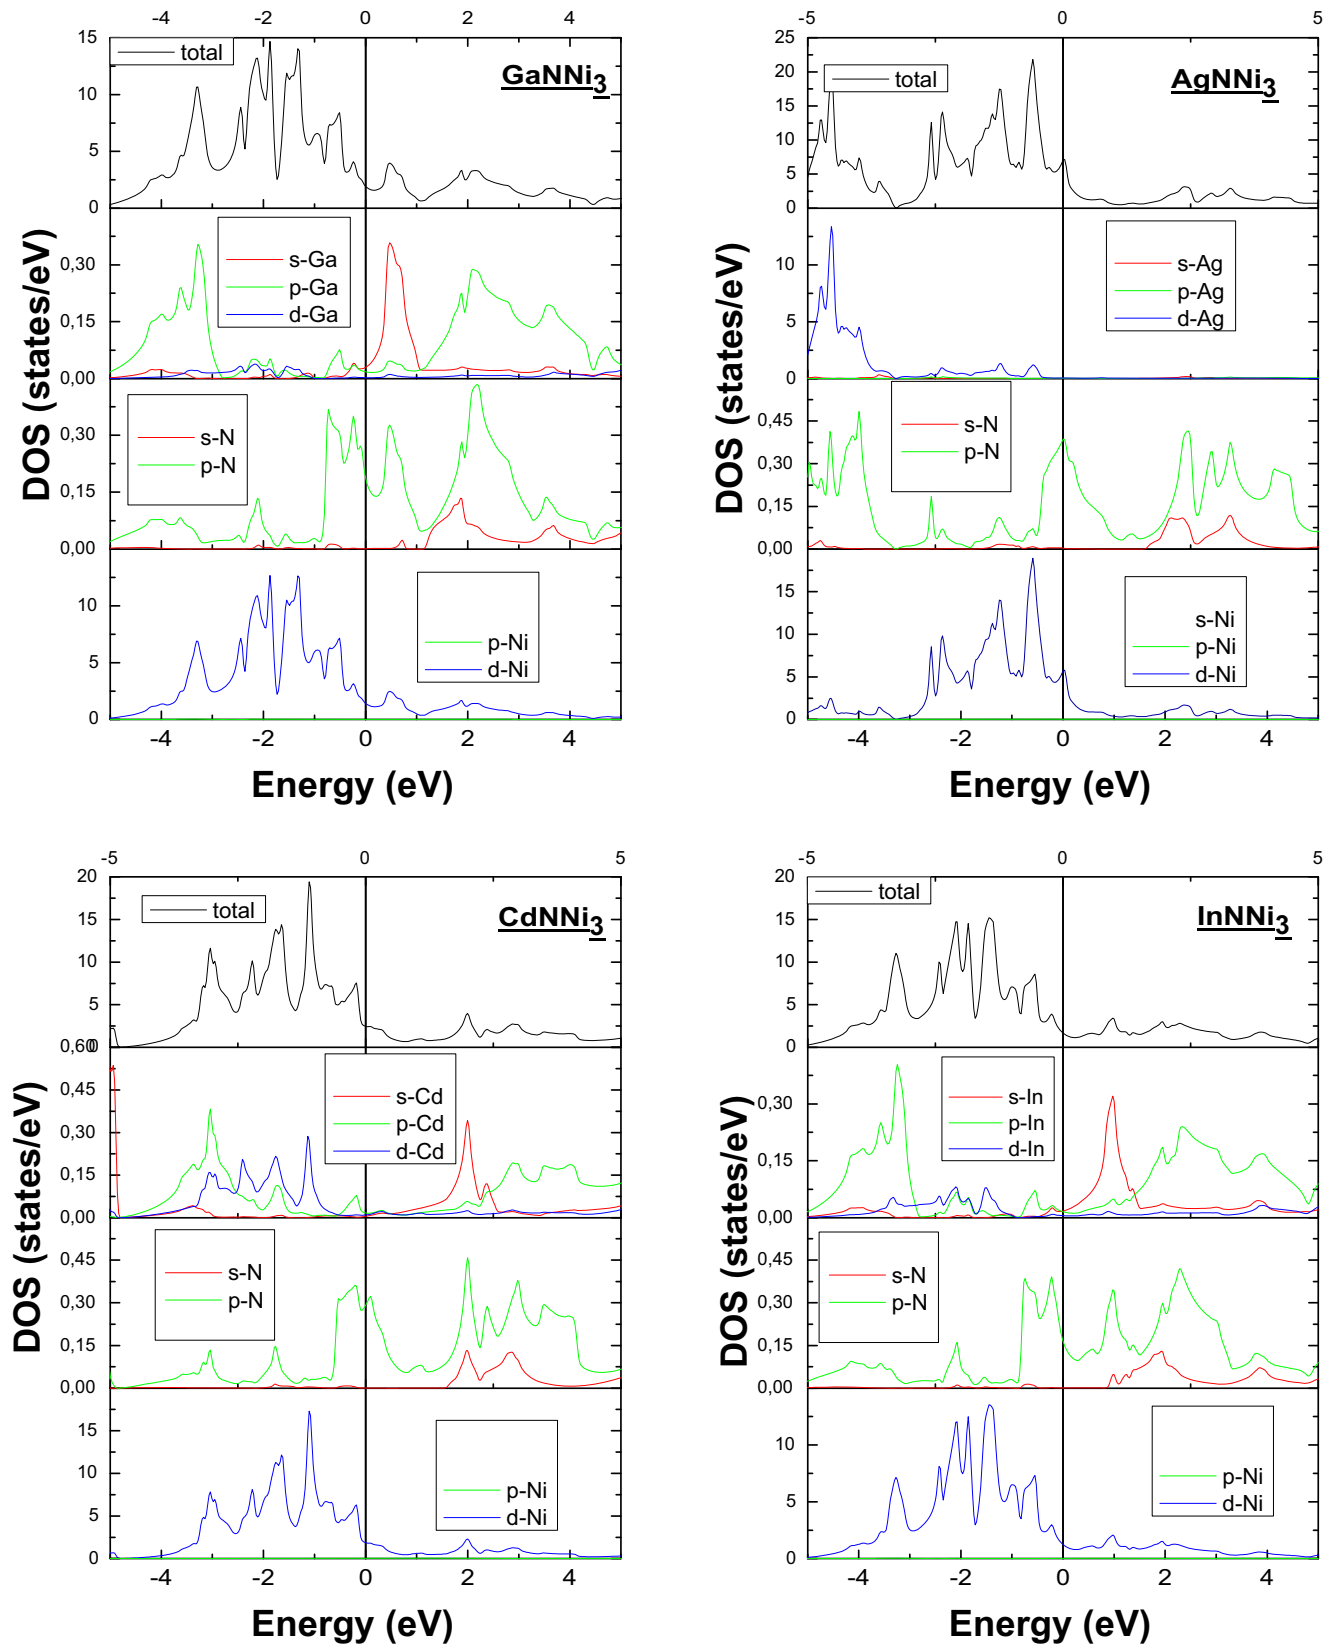 -4 -2 0 2 4
total
GaNNi3
15
10
5
0
s-Ga
p-Ga
d-Ga
0,30
0,15
0,00
s-N
p-N
0,30
0,15
0,00
p-Ni
d-Ni
10
5
0
-4 -2 0 2 4
DOS (states/eV)
Energy (eV)
-5 0 5
total
AgNNi3
25
20
15
10
5
0
s-Ag
p-Ag
d-Ag
10
5
0
s-N
p-N
0,45
0,30
0,15
0,00
s-Ni
p-Ni
d-Ni
15
10
5
0
-4 -2 0 2 4
DOS (states/eV)
Energy (eV)
-5 0 5
total
CdNNi3
20
15
10
5
0
0,60
s-Cd
p-Cd
d-Cd
0,45
0,30
0,15
0,00
s-N
p-N
0,45
0,30
0,15
0,00
p-Ni
d-Ni
15
10
5
0
-4 -2 0 2 4
DOS (states/eV)
Energy (eV)
-5 0 5
total
InNNi3
20
15
10
5
0
s-In
p-In
d-In
0,30
0,15
0,00
s-N
p-N
0,45
0,30
0,15
0,00
p-Ni
d-Ni
10
5
0
-4 -2 0 2 4
DOS (states/eV)
Energy (eV)